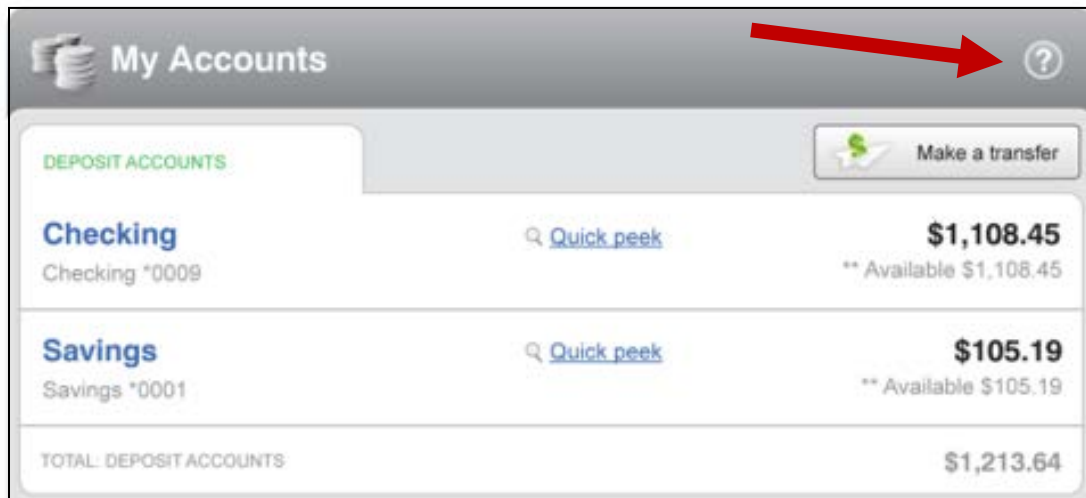 My Accounts
?
DEPOSIT ACCOUNTS
$ Make a transfer
Checking
Quick peek
$1,108.45
Checking *0009
** Available $1,108.45
Savings
Quick peek
$105.19
Savings *0001
** Available $105.19
TOTAL: DEPOSIT ACCOUNTS
$1,213.64